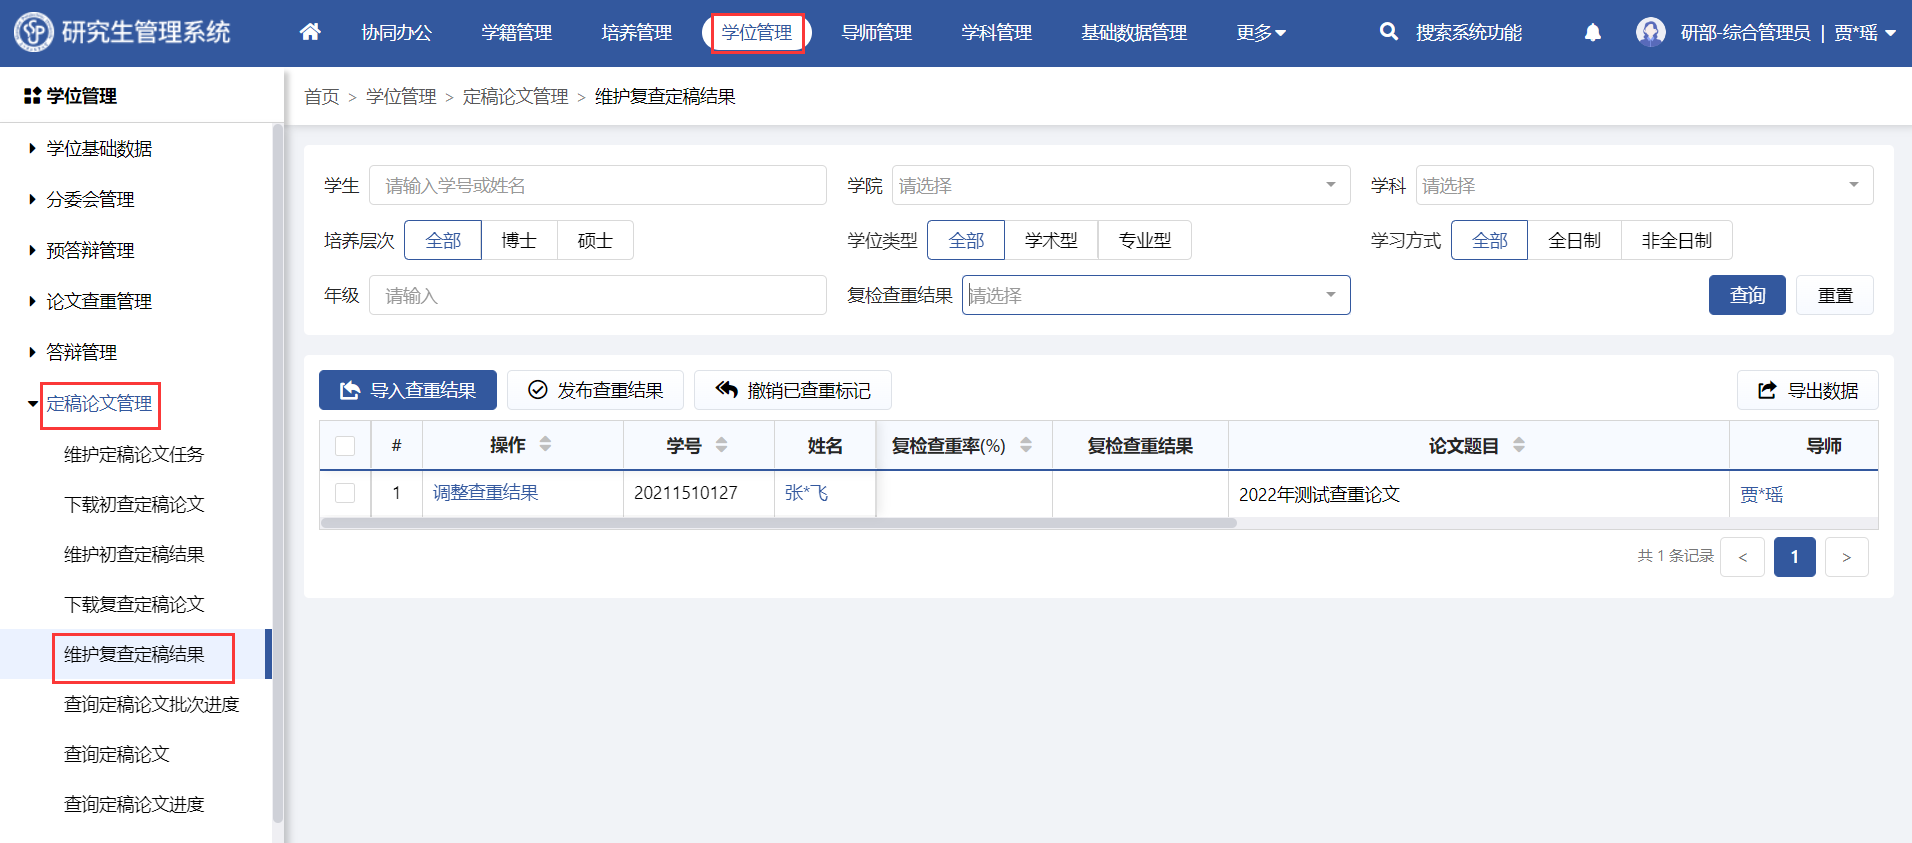 研究生管理系统
协同办公 学籍管理 培养管理 学位管理 导师管理 学科管理 基础数据管理 更多 搜索系统功能 研部-综合管理员 | 贾*瑶
学位管理
首页 > 学位管理 > 定稿论文管理 > 维护复查定稿结果
学位基础数据
分委会管理
预答辩管理
论文查重管理
答辩管理
定稿论文管理
维护定稿论文任务
下载初查定稿论文
维护初查定稿结果
下载复查定稿论文
维护复查定稿结果
查询定稿论文批次进度
查询定稿论文
查询定稿论文进度
学生 请输入学号或姓名 学院 请选择 学科 请选择
培养层次 全部 博士 硕士 学位类型 全部 学术型 专业型 学习方式 全部 全日制 非全日制
年级 请输入 复检查重结果 请选择 查询 重置
导入查重结果 发布查重结果 撤销已查重标记 导出数据
# 操作 学号 姓名 复检查重率(%) 复检查重结果 论文题目 导师
1 调整查重结果 20211510127 张*飞 2022年测试查重论文 贾*瑶
共 1 条记录 < 1 >